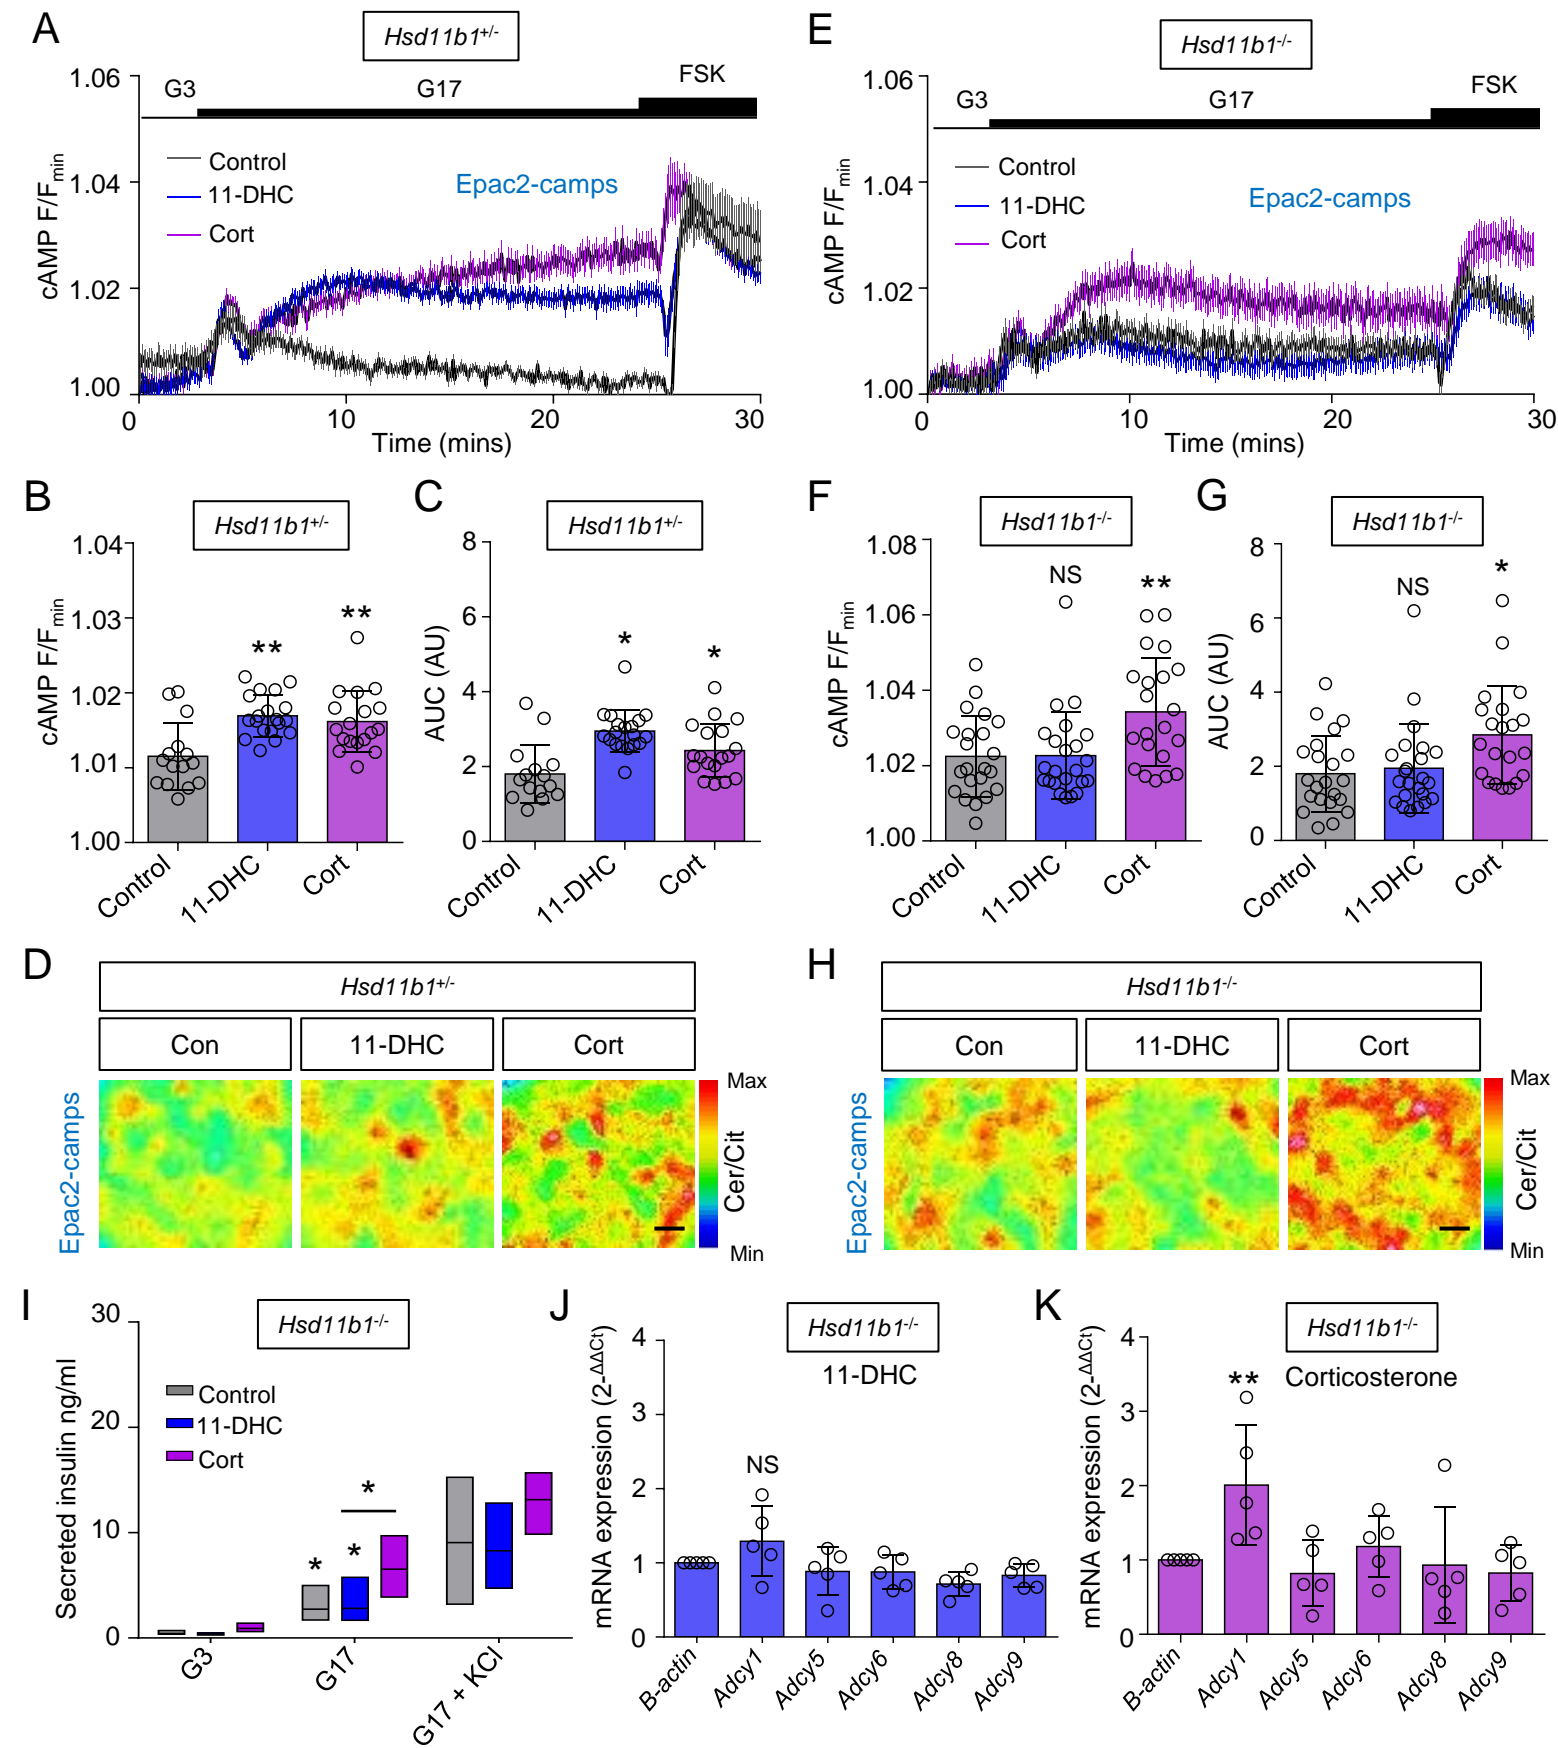 A
Hsd11b1+/-
1.06
G3
G17
FSK
Control
11-DHC
Cort
Epac2-camps
1.04
1.02
1.00
cAMP F/Fmin
0
10
20
30
Time (mins)
E
Hsd11b1-/-
1.06
G3
G17
FSK
Control
11-DHC
Cort
Epac2-camps
1.04
1.02
1.00
cAMP F/Fmin
0
10
20
30
Time (mins)
B
Hsd11b1+/-
1.04
1.03
1.02
1.01
1.00
cAMP F/Fmin
**
**
Control
11-DHC
Cort
C
Hsd11b1+/-
8
6
4
2
0
AUC (AU)
*
*
Control
11-DHC
Cort
F
Hsd11b1-/-
1.08
1.06
1.04
1.02
1.00
cAMP F/Fmin
NS
**
Control
11-DHC
Cort
G
Hsd11b1-/-
8
6
4
2
0
AUC (AU)
NS
*
Control
11-DHC
Cort
D
Hsd11b1+/-
Con
11-DHC
Cort
Epac2-camps
Max
Cer/Cit
Min
H
Hsd11b1-/-
Con
11-DHC
Cort
Epac2-camps
Max
Cer/Cit
Min
I
Hsd11b1-/-
30
20
10
0
Secreted insulin ng/ml
Control
11-DHC
Cort
*
*
*
G3
G17
G17 + KCl
J
Hsd11b1-/-
11-DHC
4
3
2
1
0
mRNA expression (2-ΔΔCt)
NS
B-actin
Adcy1
Adcy5
Adcy6
Adcy8
Adcy9
K
Hsd11b1-/-
Corticosterone
4
3
2
1
0
mRNA expression (2-ΔΔCt)
**
B-actin
Adcy1
Adcy5
Adcy6
Adcy8
Adcy9